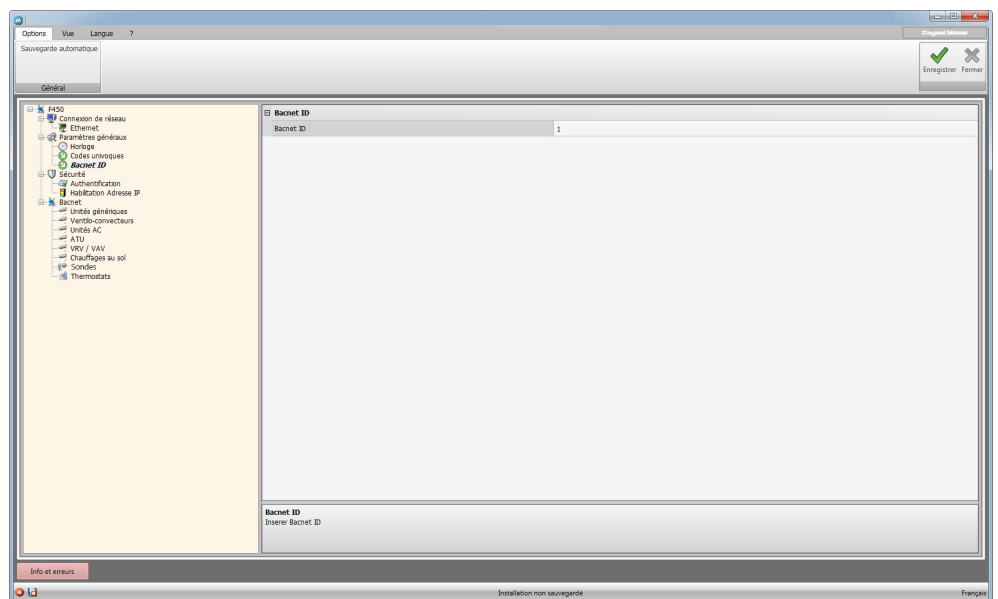 Options Vue Langue ?
Sauvegarde automatique
Enregistrer Fermer
Général
F450
Connexion de réseau
Ethernet
Paramètres généraux
Horloge
Codes univoques
Bacnet ID
Sécurité
Authentification
Habilitation Adresse IP
Bacnet
Unités génériques
Ventilo-convecteurs
Unités AC
ATU
VRV / VAV
Chauffages au sol
Sondes
Thermostats
Bacnet ID
Bacnet ID 1
Bacnet ID
Inserer Bacnet ID
Info et erreurs
Installation non sauvegardé Français